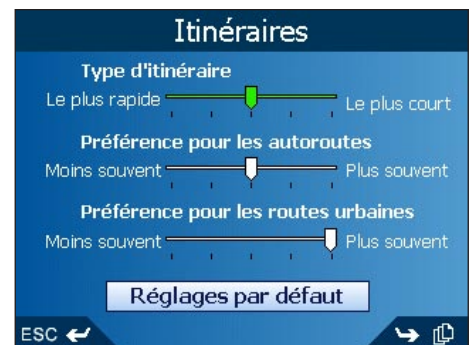 Itinéraires
Type d'itinéraire
Le plus rapide Le plus court
Préférence pour les autoroutes
Moins souvent Plus souvent
Préférence pour les routes urbaines
Moins souvent Plus souvent
Réglages par défaut
ESC